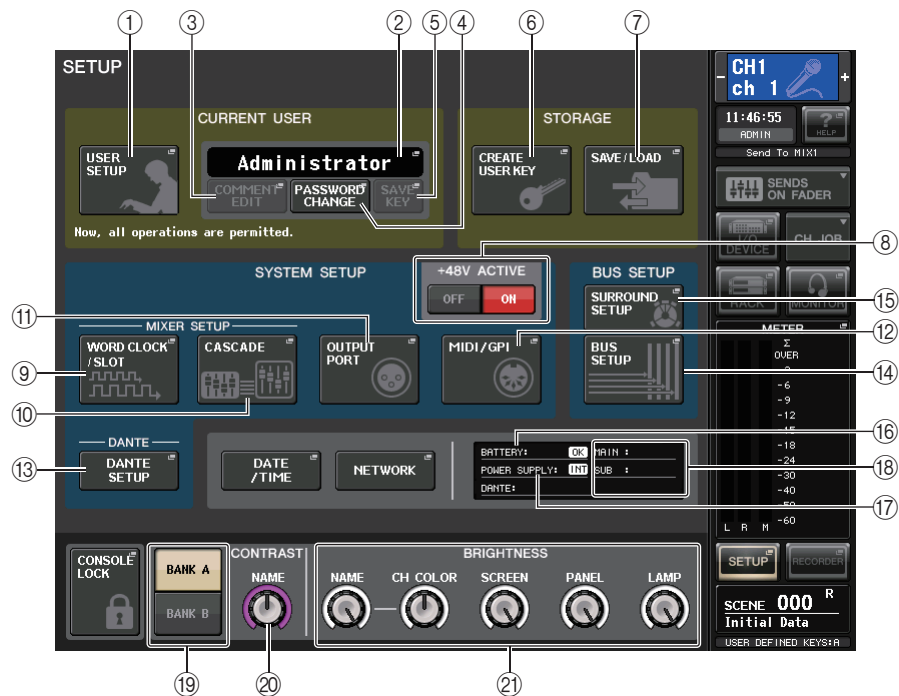 ① ③ ② ⑤ ④ ⑥ ⑦
SETUP
CURRENT USER
USER
SETUP
Administrator
COMMENT
EDIT
PASSWORD
CHANGE
SAVE
KEY
Now, all operations are permitted.
STORAGE
CREATE
USER KEY
SAVE/LOAD
SYSTEM SETUP
+48V ACTIVE
OFF
ON
BUS SETUP
SURROUND
SETUP
MIXER SETUP
WORD CLOCK
/SLOT
CASCADE
OUTPUT
PORT
MIDI/GPI
BUS
SETUP
DANTE
DANTE
SETUP
DATE
/TIME
NETWORK
BATTERY: OK
POWER SUPPLY: INT
DANTE:
MAIN :
SUB :
CONSOLE
LOCK
BANK A
BANK B
CONTRAST
NAME
BRIGHTNESS
NAME
CH COLOR
SCREEN
PANEL
LAMP
- CH1 +
ch 1
11:46:55
ADMIN
?
HELP
Send To MIX1
SENDS
ON FADER
I/O
DEVICE
CH JOB
RACK
MONITOR
METER
Σ
OVER
-6
-9
-12
-15
-18
-24
-30
-40
-50
-60
L R M
SETUP
RECORDER
SCENE 000 R
Initial Data
USER DEFINED KEYS:A
⑧
⑪
⑮
⑫
⑨
⑩
⑭
⑬
⑯
⑱
⑰
⑲ ⑳ ㉑